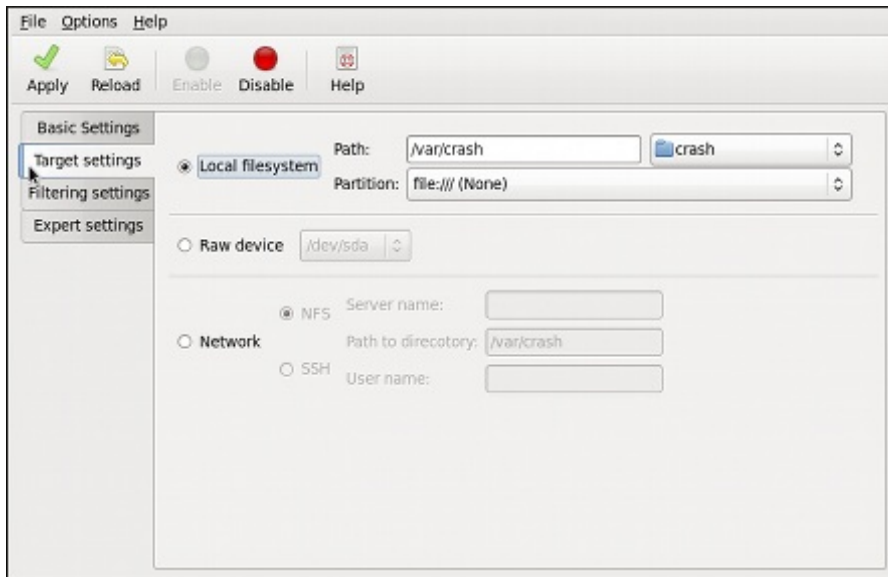 File Options Help
Apply Reload Enable Disable Help
Basic Settings
Target settings
Filtering settings
Expert settings
Local filesystem
Path: /var/crash crash
Partition: file:/// (None)
Raw device /dev/sda
Network
NFS
SSH
Server name:
Path to direcotory: /var/crash
User name: